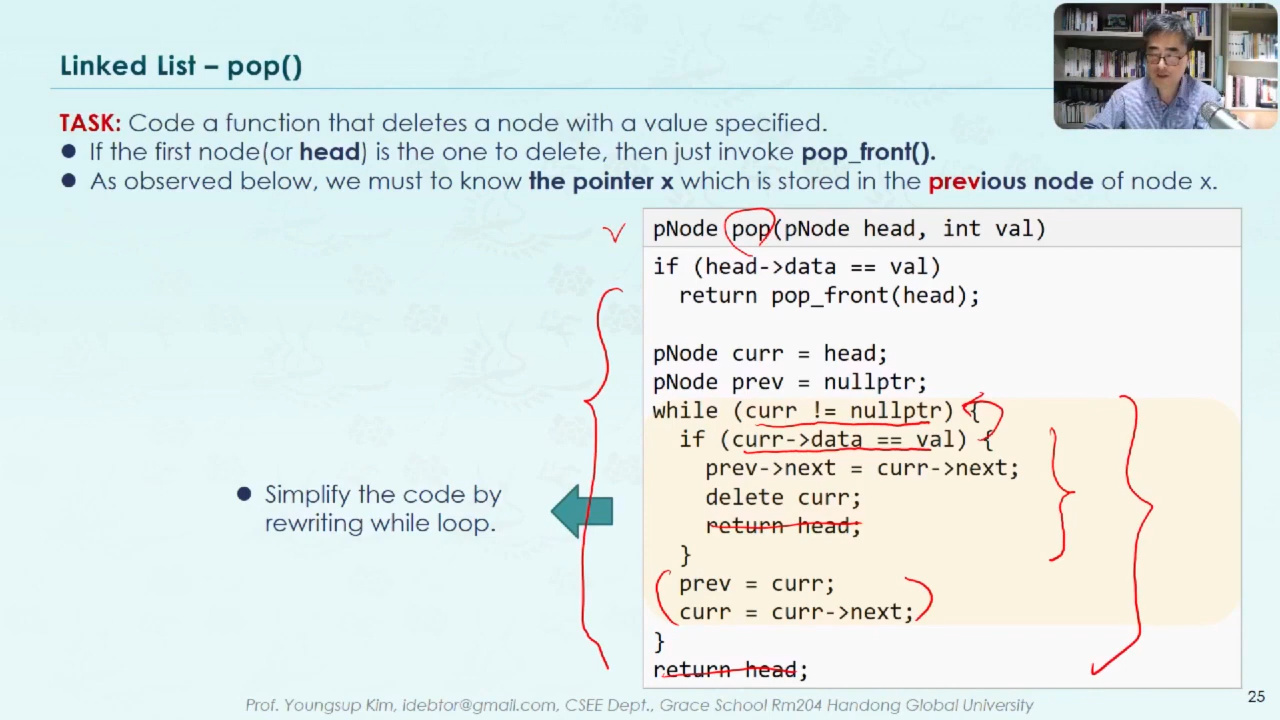 Linked List – pop()
TASK: Code a function that deletes a node with a value specified.
● If the first node(or head) is the one to delete, then just invoke pop_front().
● As observed below, we must to know the pointer x which is stored in the previous node of node x.
pNode pop(pNode head, int val)
if (head->data == val)
return pop_front(head);
pNode curr = head;
pNode prev = nullptr;
while (curr != nullptr) {
if (curr->data == val) {
prev->next = curr->next;
delete curr;
return head;
}
prev = curr;
curr = curr->next;
}
return head;
● Simplify the code by
rewriting while loop.
Prof. Youngsup Kim, idebtor@gmail.com, CSEE Dept., Grace School Rm204 Handong Global University
25